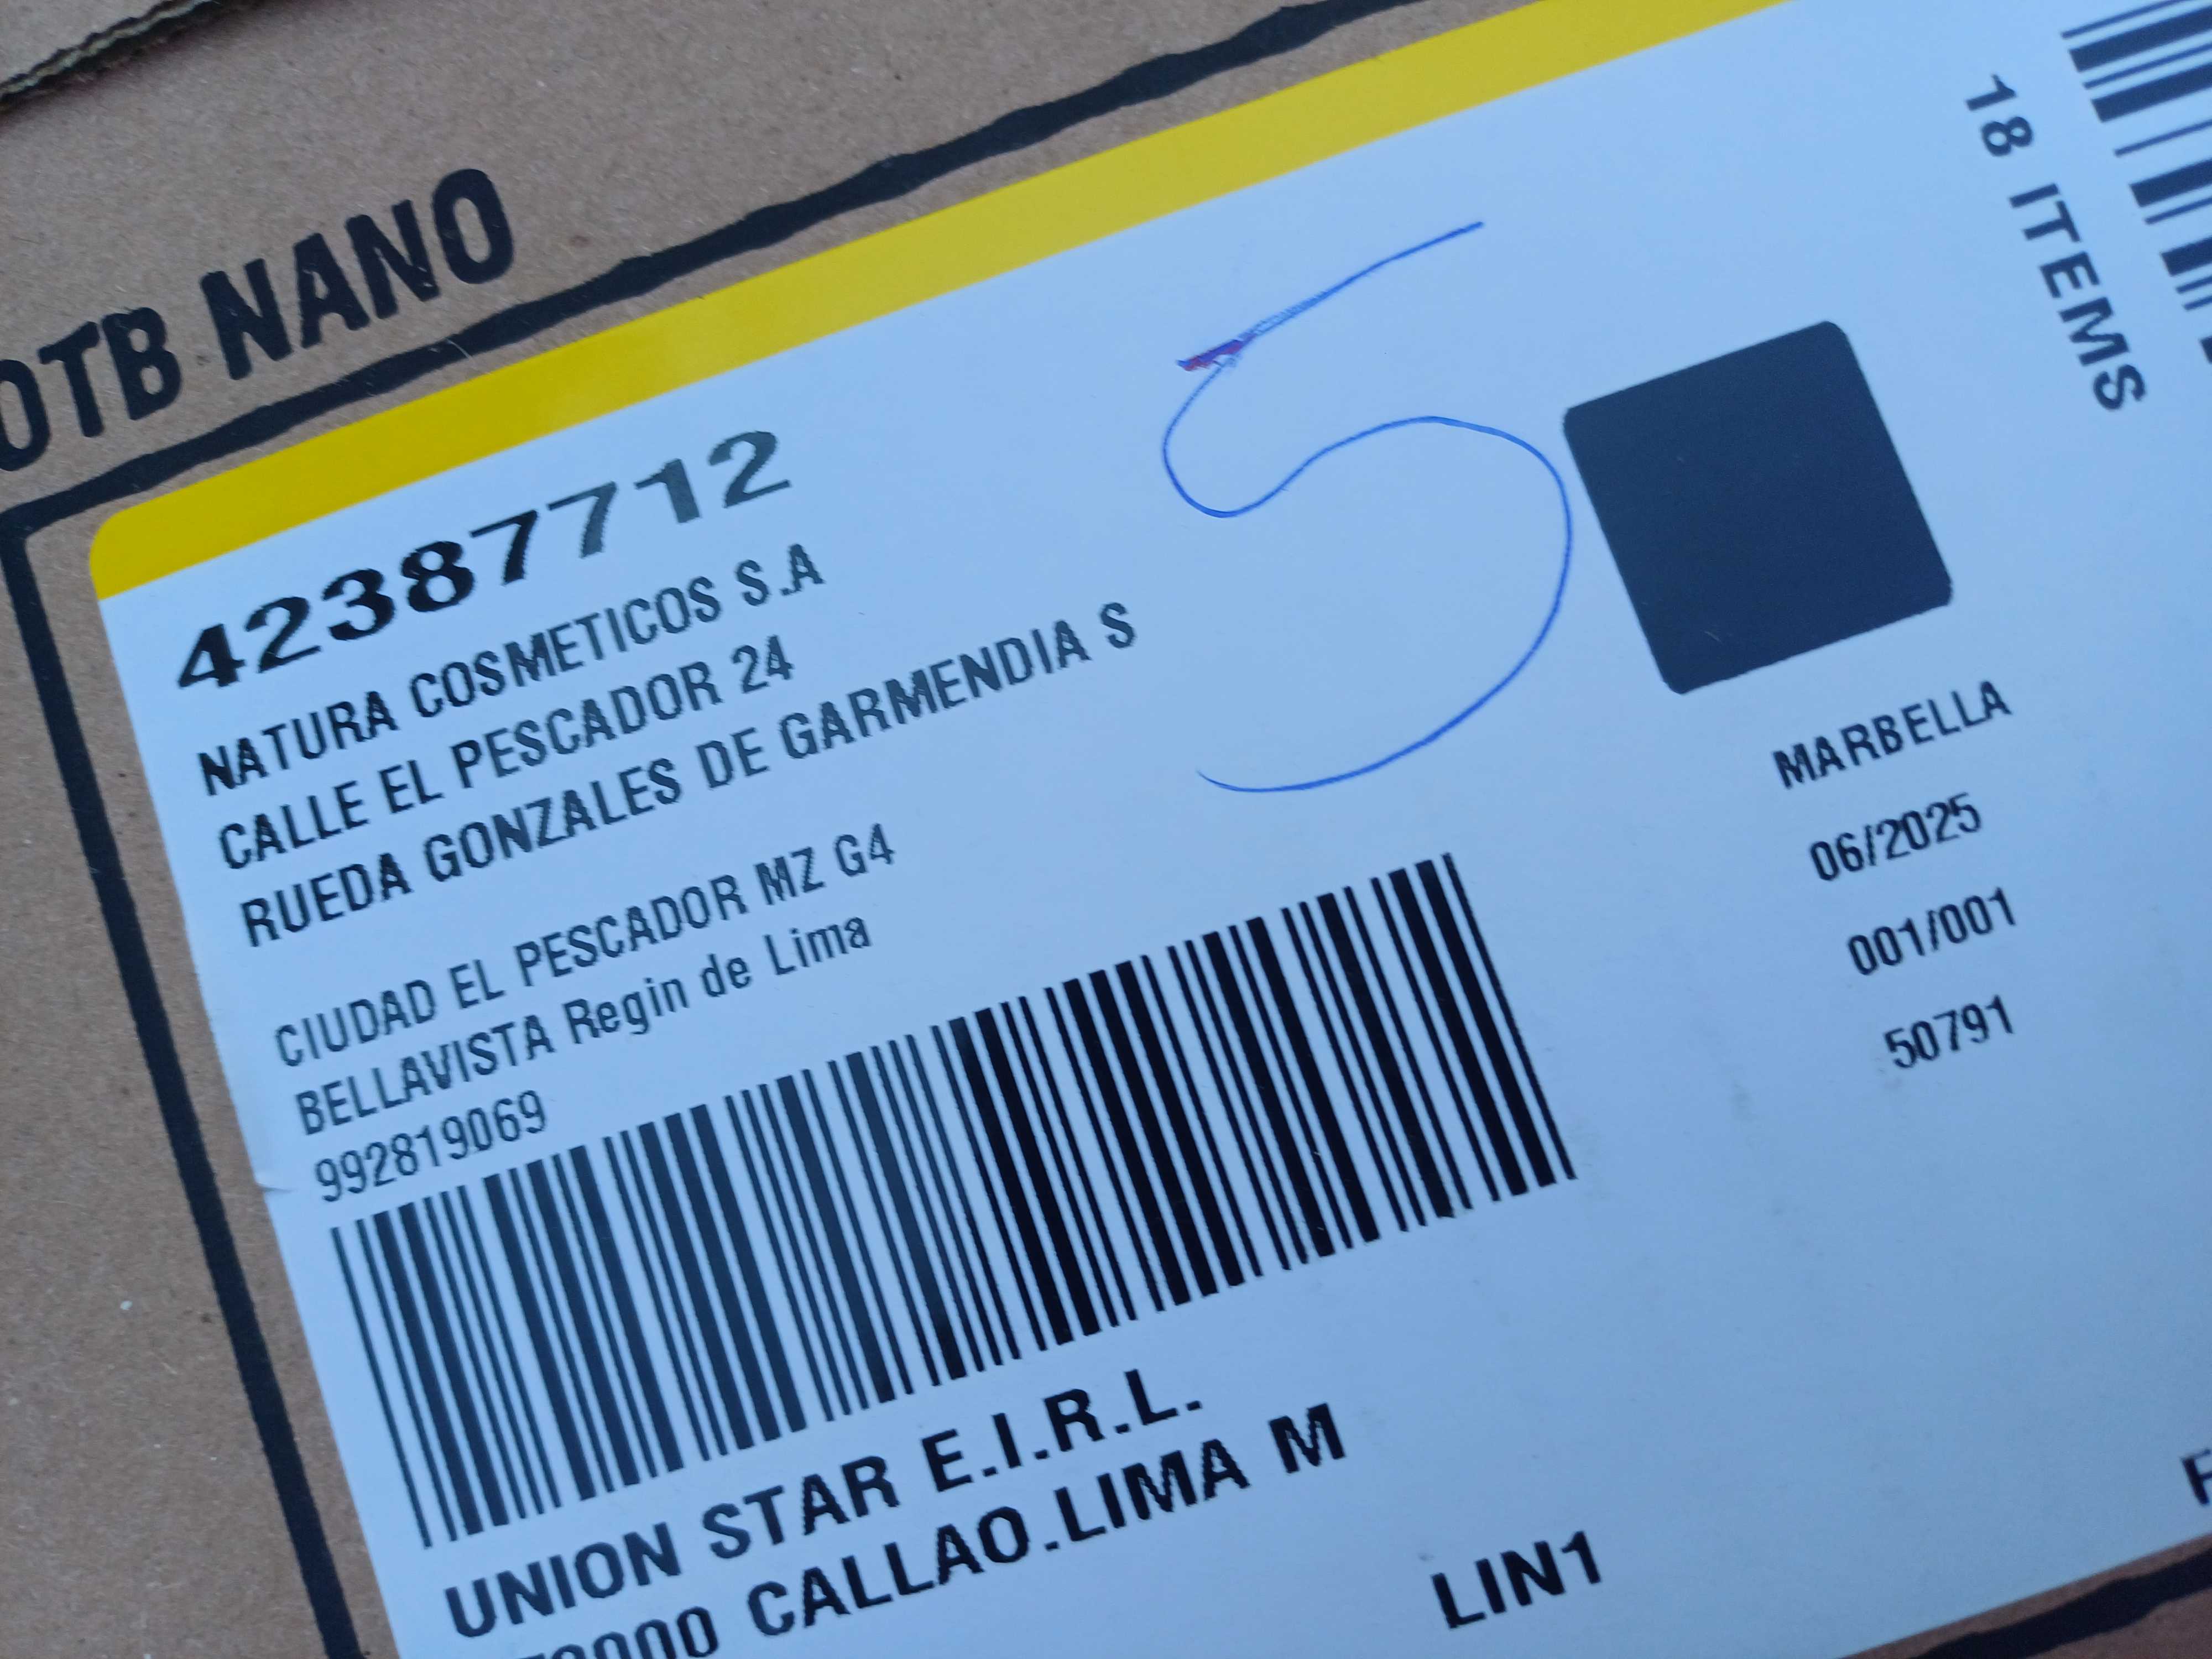 OTB NANO
42387712
NATURA COSMETICOS S.A
CALLE EL PESCADOR 24
RUEDA GONZALES DE GARMENDIA S
CIUDAD EL PESCADOR MZ G4
BELLAVISTA Regin de Lima
992819069
5
18 ITEMS
MARBELLA
06/2025
001/001
50791
UNION STAR E.I.R.L.
CALLAO.LIMA M
LIN1